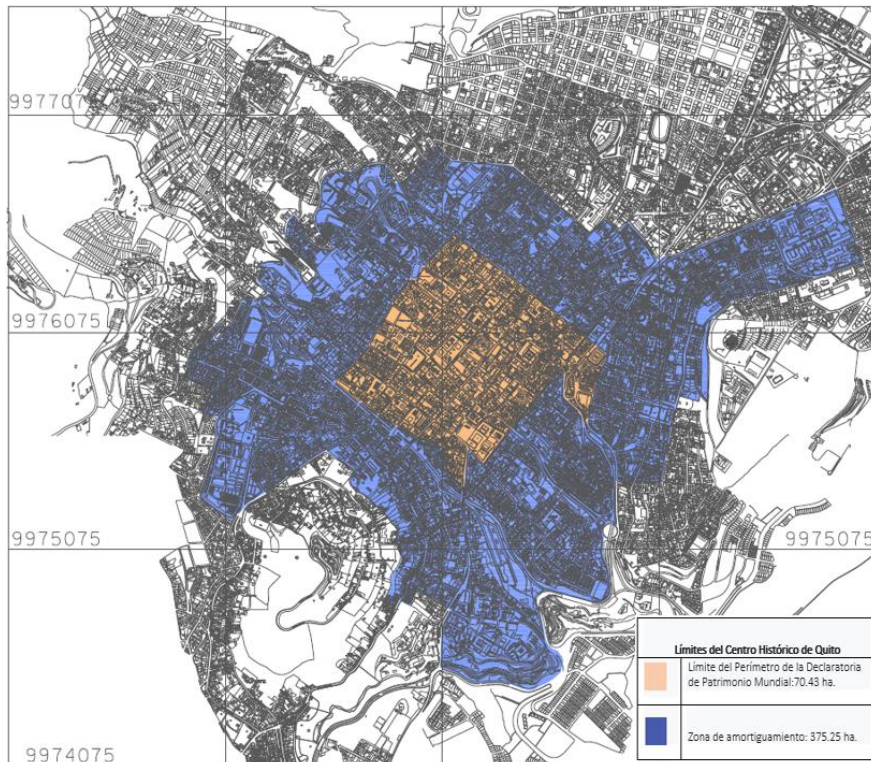 9977075
9976075
9975075
9975075
9974075
Límites del Centro Histórico de Quito
Límite del Perímetro de la Declaratoria
de Patrimonio Mundial:70.43 ha.
Zona de amortiguamiento: 375.25 ha.